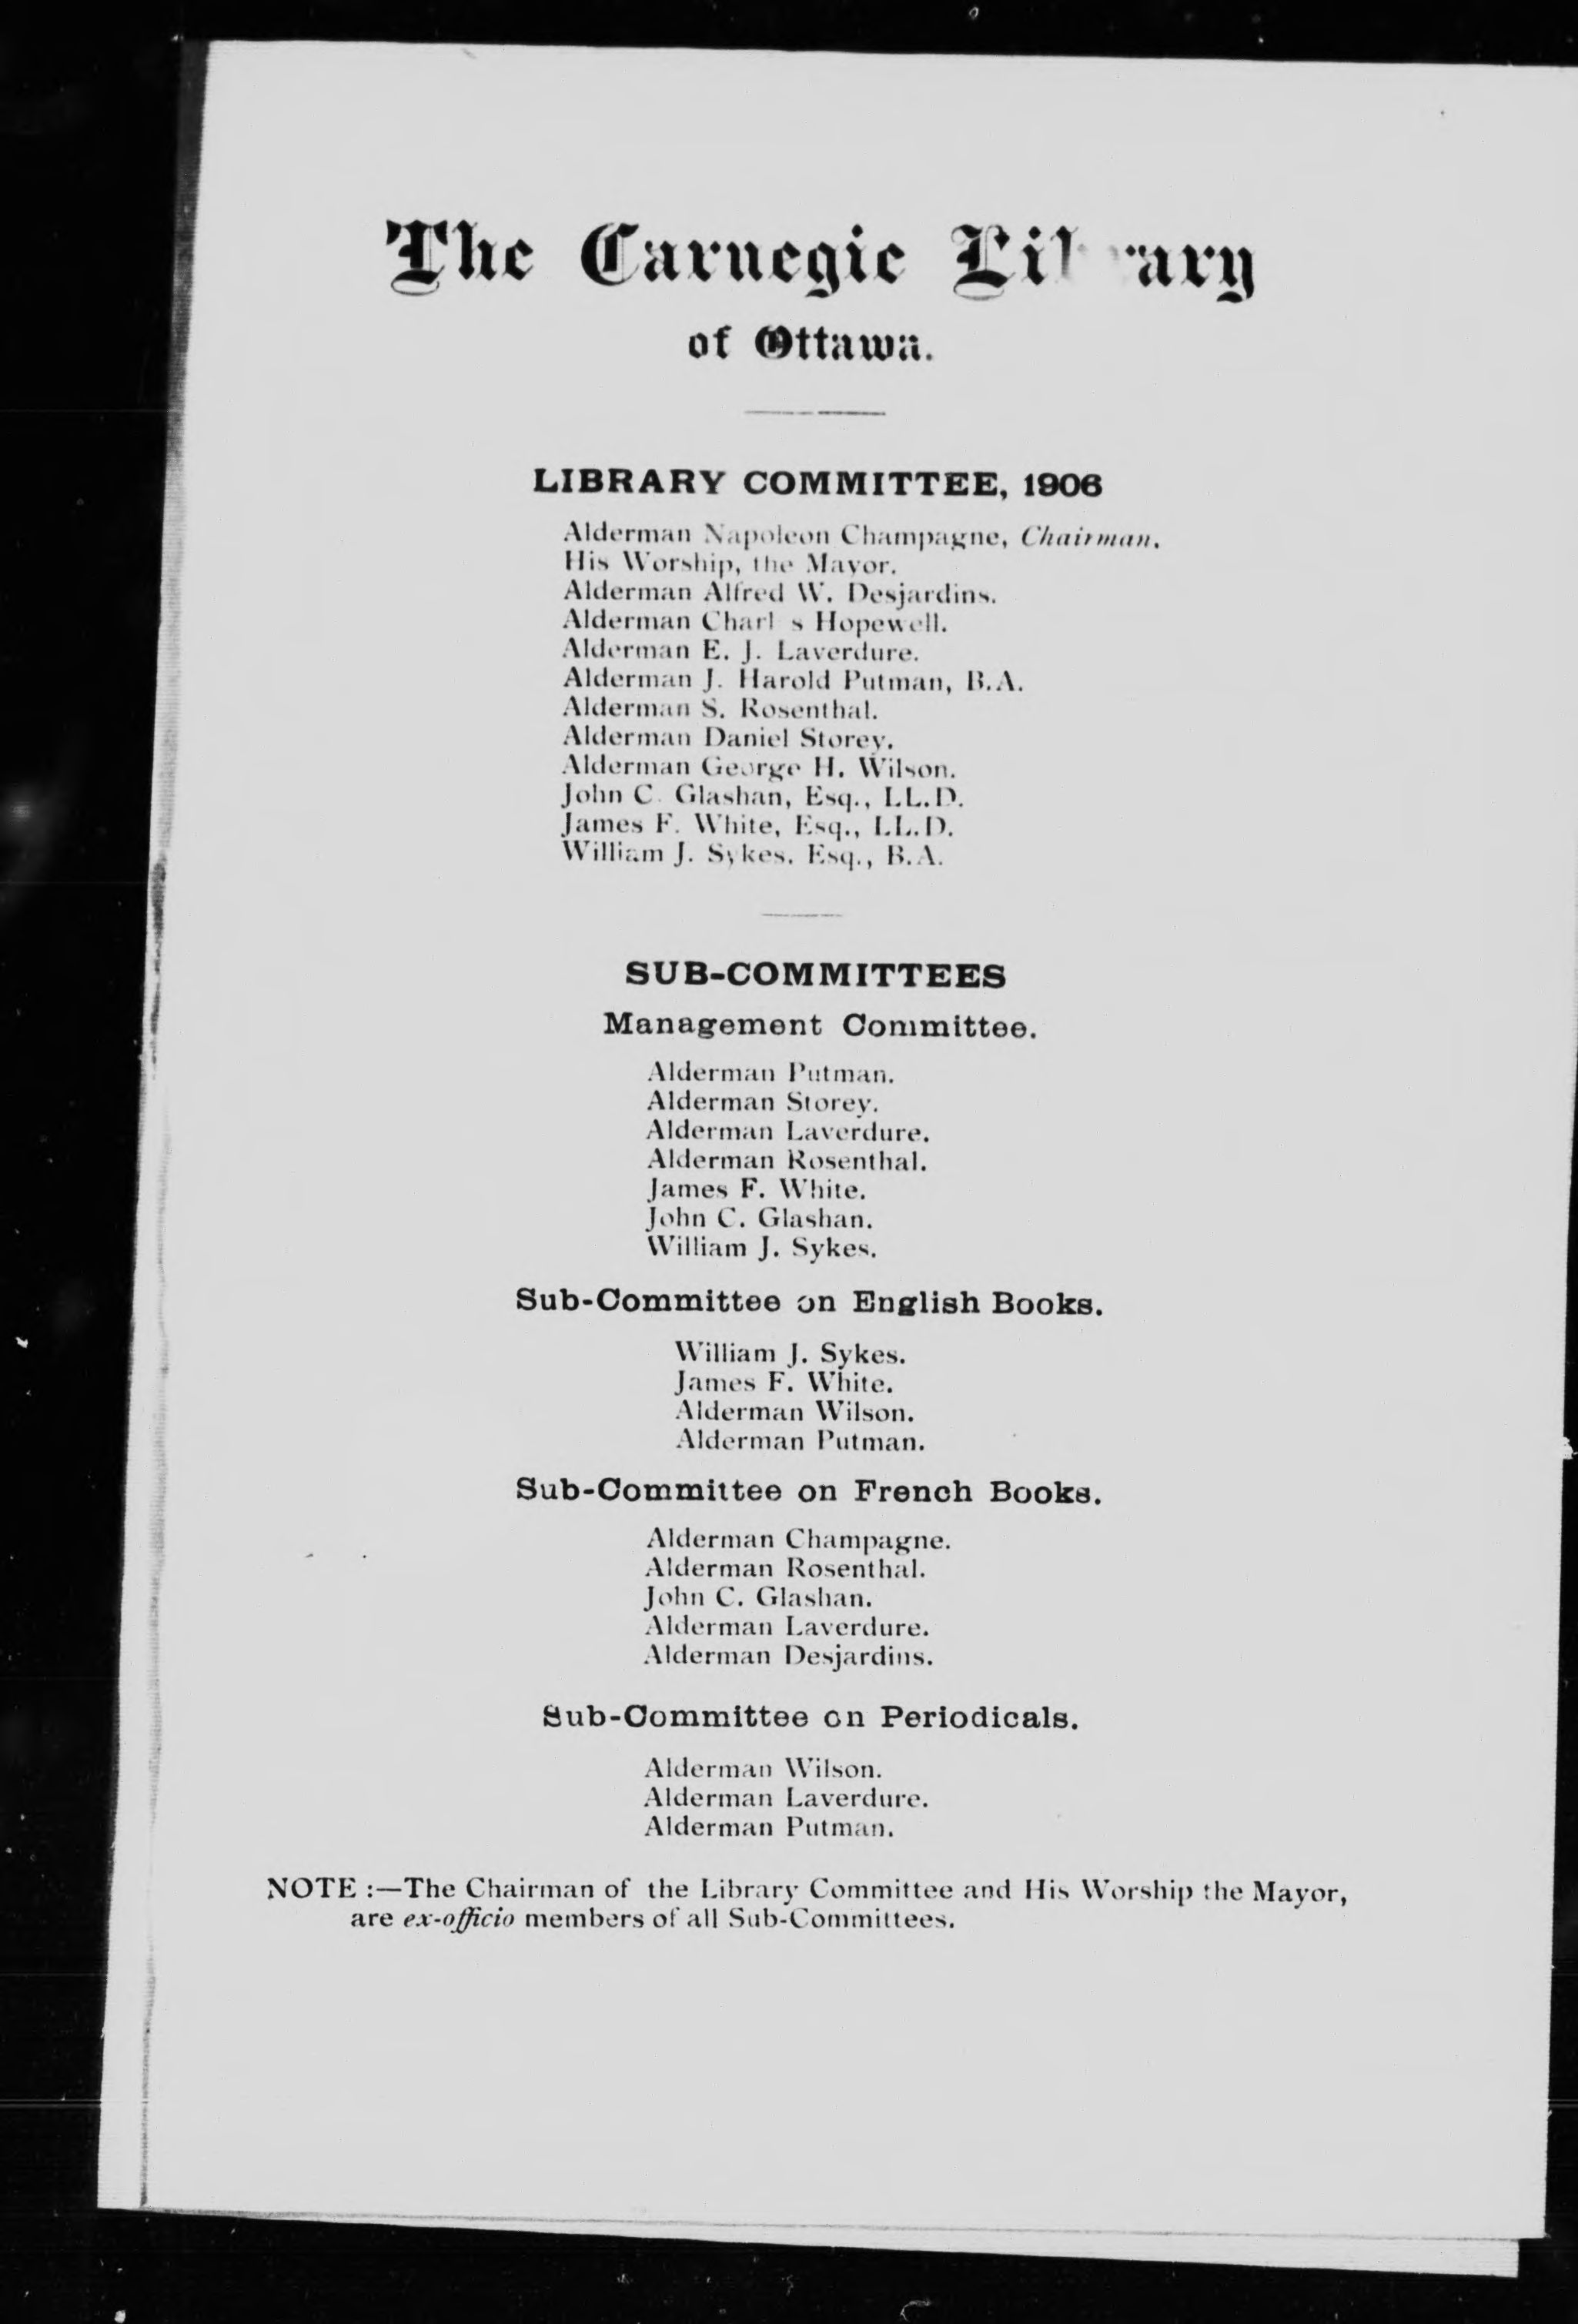 The Carnegie Library
of Ottawa.
LIBRARY COMMITTEE, 1906
Alderman Napoleon Champagne, Chairman.
His Worship, the Mayor.
Alderman Alfred W. Desjardins.
Alderman Charl s Hopewell.
Alderman E. J. Laverdure.
Alderman J. Harold Putman, B.A.
Alderman S. Rosenthal.
Alderman Daniel Storey.
Alderman George H. Wilson.
John C. Glashan, Esq., LL.D.
James F. White, Esq., LL.D.
William J. Sykes. Esq., B.A.
SUB-COMMITTEES
Management Committee.
Alderman Putman.
Alderman Storey.
Alderman Laverdure.
Alderman Rosenthal.
James F. White.
John C. Glashan.
William J. Sykes.
Sub-Committee on English Books.
William J. Sykes.
James F. White.
Alderman Wilson.
Alderman Putman.
Sub-Committee on French Books.
Alderman Champagne.
Alderman Rosenthal.
John C. Glashan.
Alderman Laverdure.
Alderman Desjardins.
Sub-Committee on Periodicals.
Alderman Wilson.
Alderman Laverdure.
Alderman Putman.
NOTE :—The Chairman of the Library Committee and His Worship the Mayor,
are ex-officio members of all Sub-Committees.